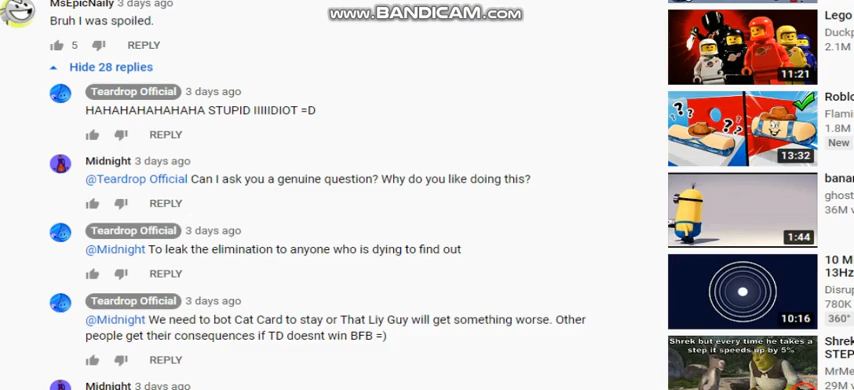 www.BANDICAM.com
MsEpicNaily 3 days ago
Bruh I was spoiled.
5 REPLY
Hide 28 replies
Teardrop Official 3 days ago
HAHAHAHAHAHAHA STUPID IIIIIDIOT =D
REPLY
Midnight 3 days ago
@Teardrop Official Can I ask you a genuine question? Why do you like doing this?
REPLY
Teardrop Official 3 days ago
@Midnight To leak the elimination to anyone who is dying to find out
REPLY
Teardrop Official 3 days ago
@Midnight We need to bot Cat Card to stay or That Liy Guy will get something worse. Other
people get their consequences if TD doesnt win BFB =)
REPLY
Midnight 3 days ago
Lego
Duckp
2.1M
11:21
Roblo
Flamin
1.8M
New
13:32
banan
ghost
36M v
1:44
10 M
13Hz
Disrup
780K
360°
10:16
Shrek but every time he takes a
step it speeds up by 5%
Shrek
STEP
MrMe
29M v